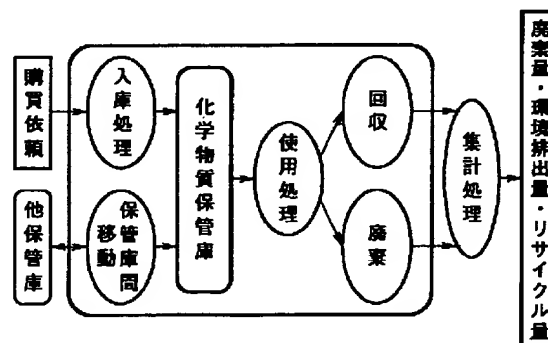 購買依頼
入庫処理
他保管庫
保管庫間
移動
化学物質保管庫
使用処理
回収
廃棄
集計処理
廃棄量・環境排出量・リサイクル量